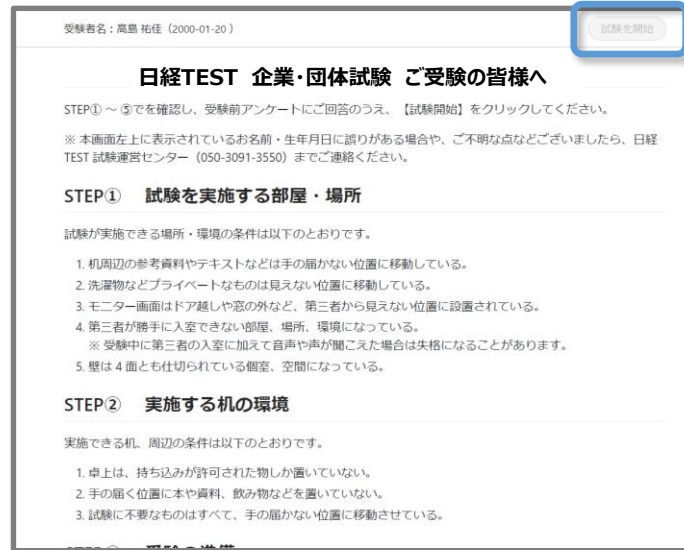 受験者名：高島 祐佳（2000-01-20 ）
試験を開始
日経TEST 企業・団体試験 ご受験の皆様へ
STEP① ～ ⑤でを確認し、受験前アンケートにご回答のうえ、【試験開始】をクリックしてください。
※ 本画面左上に表示されているお名前・生年月日に誤りがある場合や、ご不明な点などございましたら、日経
TEST 試験運営センター（050-3091-3550）までご連絡ください。
STEP① 試験を実施する部屋・場所
試験が実施できる場所・環境の条件は以下のとおりです。
1. 机周辺の参考資料やテキストなどは手の届かない位置に移動している。
2. 洗濯物などプライベートなものは見えない位置に移動している。
3. モニター画面はドア越しや窓の外など、第三者から見えない位置に設置されている。
4. 第三者が勝手に入室できない部屋、場所、環境になっている。
※ 受験中に第三者の入室に加えて音声や声が聞こえた場合は失格になることがあります。
5. 壁は 4 面とも仕切られている個室、空間になっている。
STEP② 実施する机の環境
実施できる机、周辺の条件は以下のとおりです。
1. 卓上は、持ち込みが許可された物しか置いていない。
2. 手の届く位置に本や資料、飲み物などを置いていない。
3. 試験に不要なものはすべて、手の届かない位置に移動させている。